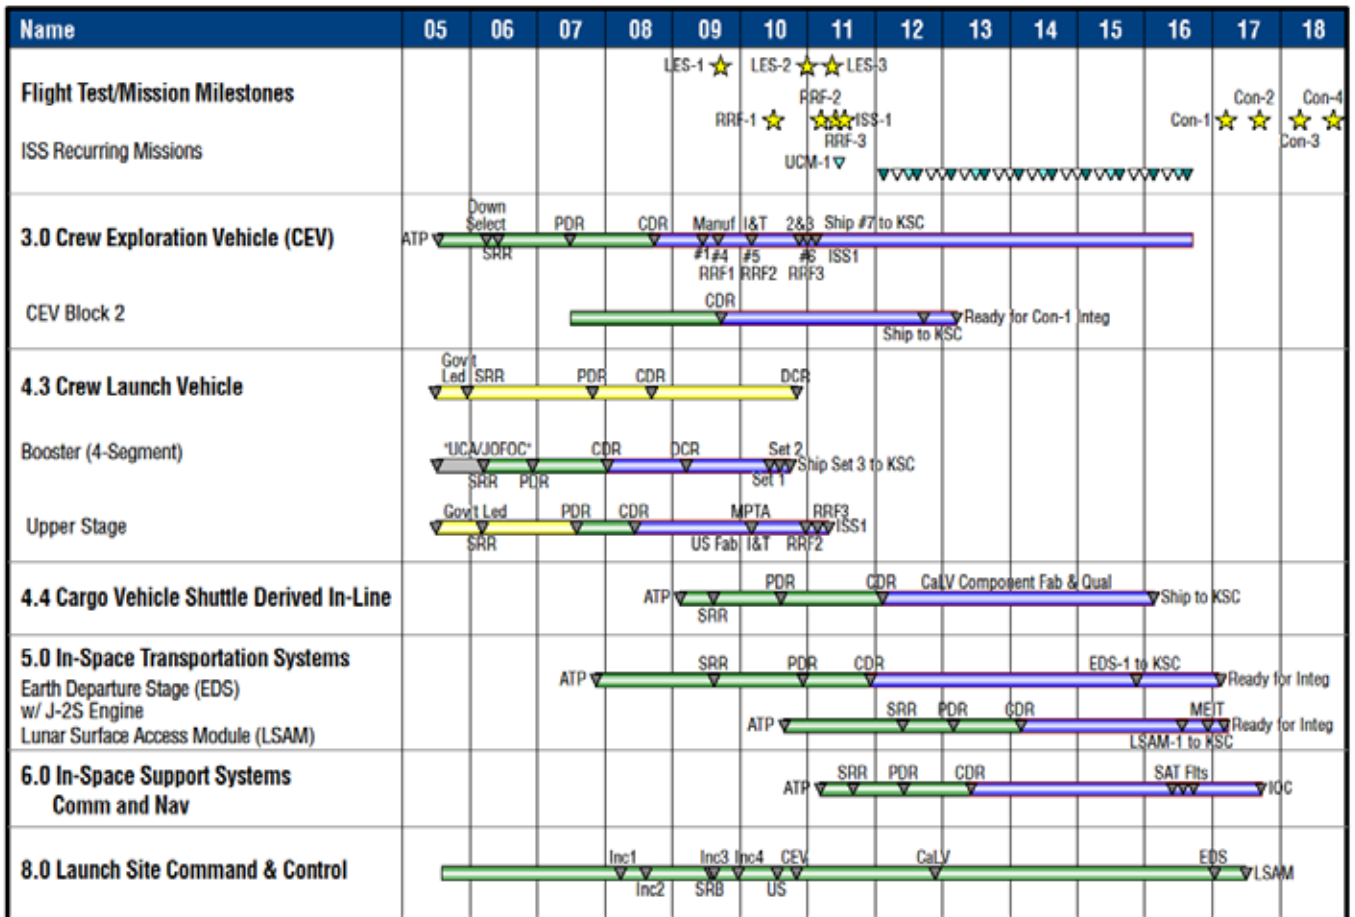 Name 05 06 07 08 09 10 11 12 13 14 15 16 17 18
LES-1 LES-2 LES-3
Flight Test/Mission Milestones
RRF-2 Con-2 Con-4
RRF-1 ISS-1 Con-1
RRF-3 Con-3
ISS Recurring Missions
UCM-1
Down
Select PDR CDR Manuf I&T 2&3 Ship #7 to KSC
3.0 Crew Exploration Vehicle (CEV) ATP
SRR #1 #4 #5 #6 ISS1
RRF1 RRF2 RRF3
CDR
CEV Block 2 Ready for Con-1 Integ
Ship to KSC
Gov't
Led SRR PDR CDR DCR
4.3 Crew Launch Vehicle
"UCA/JOFOC" CDR DCR Set 2
Booster (4-Segment) Ship Set 3 to KSC
SRR PDR Set 1
Gov't Led PDR CDR MPTA RRF3
Upper Stage ISS1
SRR US Fab I&T RRF2
PDR CDR CaLV Component Fab & Qual
4.4 Cargo Vehicle Shuttle Derived In-Line ATP Ship to KSC
SRR
5.0 In-Space Transportation Systems SRR PDR CDR EDS-1 to KSC
Earth Departure Stage (EDS) ATP Ready for Integ
w/ J-2S Engine SRR PDR CDR MEIT
ATP Ready for Integ
Lunar Surface Access Module (LSAM) LSAM-1 to KSC
6.0 In-Space Support Systems SRR PDR CDR SAT Flts
Comm and Nav ATP IOC
Inc1 Inc3 Inc4 CEV CaLV EDS
8.0 Launch Site Command & Control LSAM
Inc2 SRB US